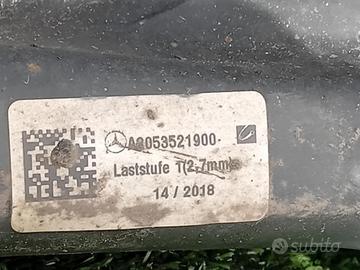 A2053521900
Laststufe 1(2,7mm)
14 / 2018
subito